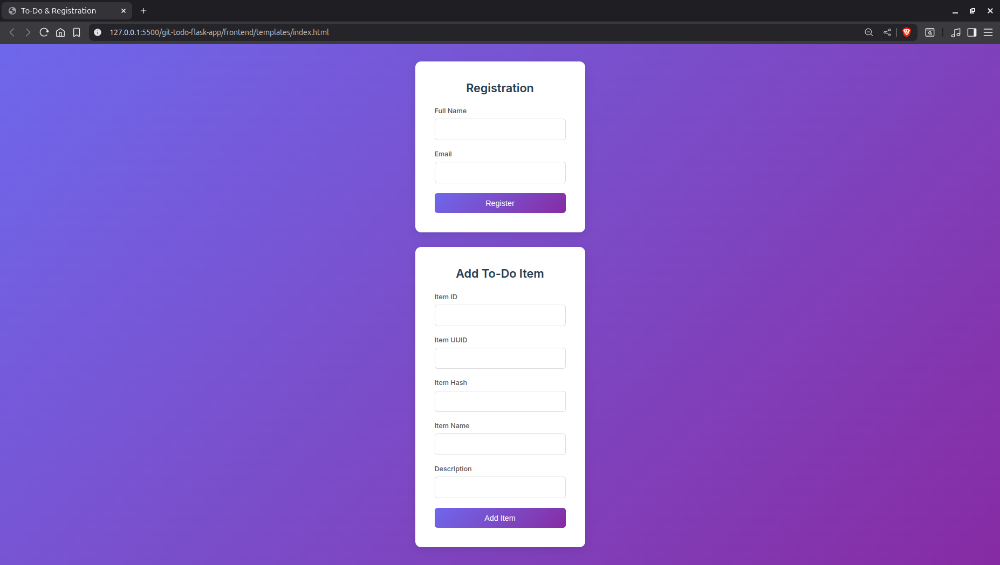 To-Do & Registration
127.0.0.1:5500/git-todo-flask-app/frontend/templates/index.html
Registration
Full Name
Email
Register
Add To-Do Item
Item ID
Item UUID
Item Hash
Item Name
Description
Add Item